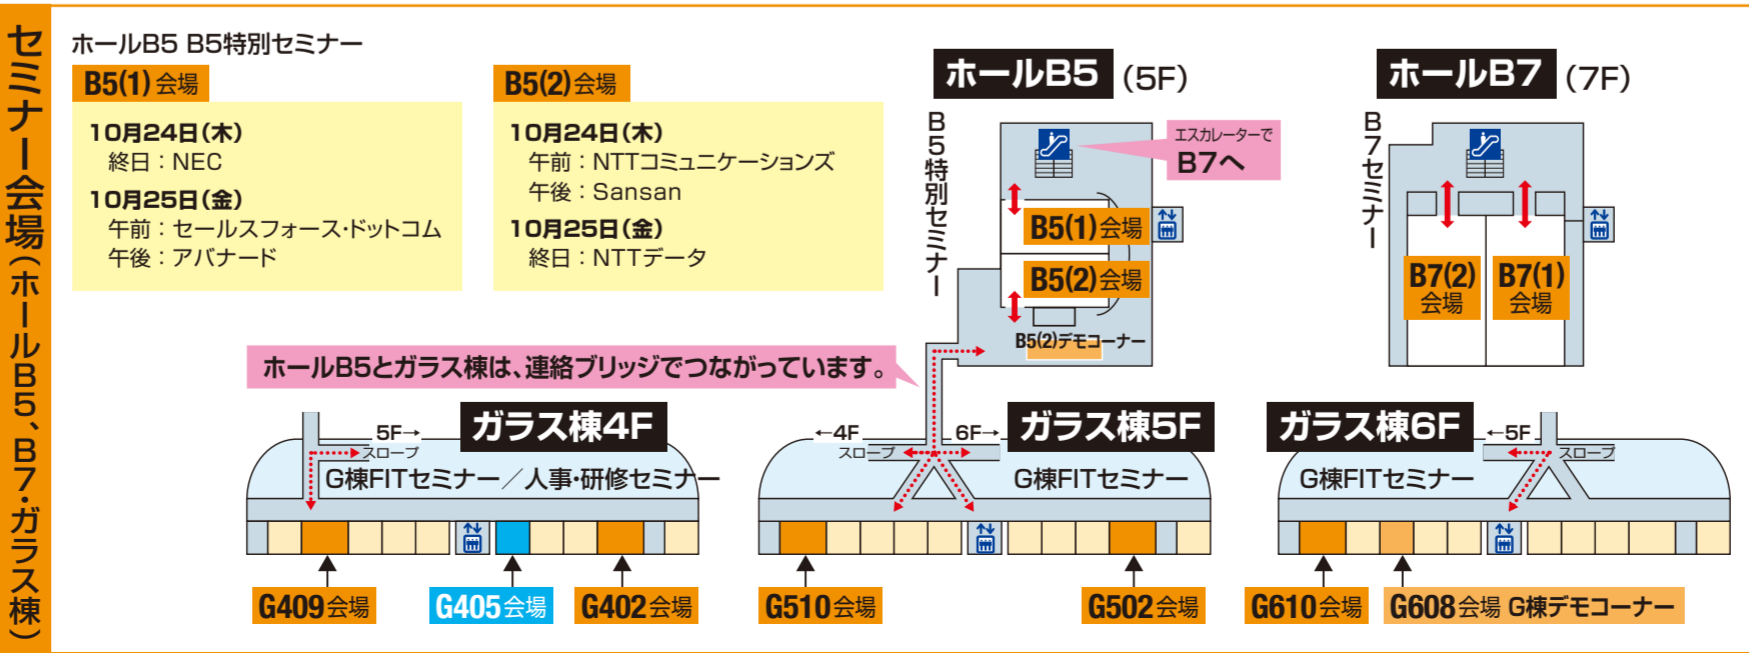 セミナー会場（ホールB5、B7・ガラス棟）
ホールB5 B5特別セミナー
B5(1)会場
10月24日(木)
終日：NEC
10月25日(金)
午前：セールスフォース・ドットコム
午後：アバナード
B5(2)会場
10月24日(木)
午前：NTTコミュニケーションズ
午後：Sansan
10月25日(金)
終日：NTTデータ
ホールB5 (5F)
B5特別セミナー
エスカレーターで
B7へ
B5(1)会場
B5(2)会場
B5(2)デモコーナー
ホールB7 (7F)
B7セミナー
B7(2)
会場
B7(1)
会場
ホールB5とガラス棟は、連絡ブリッジでつながっています。
ガラス棟4F
5F→
スロープ
G棟FITセミナー／人事・研修セミナー
G409会場
G405会場
G402会場
ガラス棟5F
←4F
6F→
スロープ
G棟FITセミナー
G510会場
G502会場
ガラス棟6F
←5F
スロープ
G棟FITセミナー
G610会場
G608会場 G棟デモコーナー